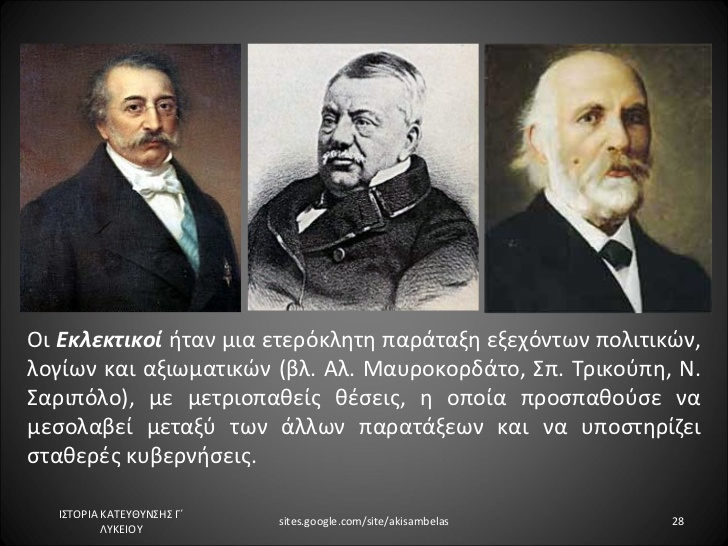 Οι Εκλεκτικοί ήταν μια ετερόκλητη παράταξη εξεχόντων πολιτικών,
λογίων και αξιωματικών (βλ. Αλ. Μαυροκορδάτο, Σπ. Τρικούπη, Ν.
Σαριπόλο), με μετριοπαθείς θέσεις, η οποία προσπαθούσε να
μεσολαβεί μεταξύ των άλλων παρατάξεων και να υποστηρίζει
σταθερές κυβερνήσεις.
ΙΣΤΟΡΙΑ ΚΑΤΕΥΘΥΝΣΗΣ Γ΄
ΛΥΚΕΙΟΥ
sites.google.com/site/akisambelas
28